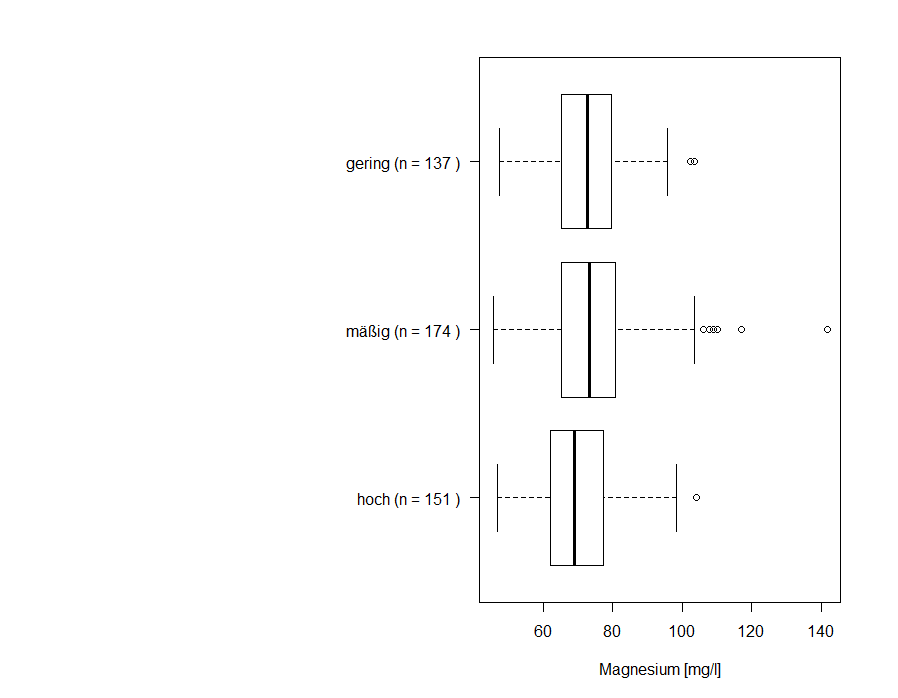 gering (n = 137 )
mäßig (n = 174 )
hoch (n = 151 )
60 80 100 120 140
Magnesium [mg/l]